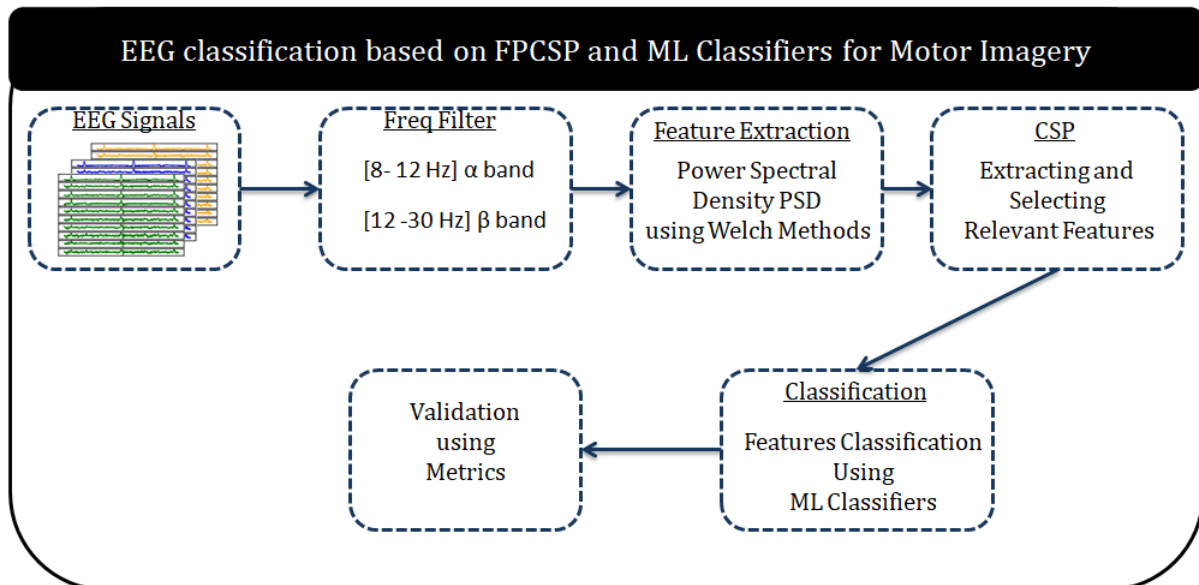 EEG classification based on FPCSP and ML Classifiers for Motor Imagery
EEG Signals
Freq Filter
[8- 12 Hz] α band
[12 -30 Hz] β band
Feature Extraction
Power Spectral
Density PSD
using Welch Methods
CSP
Extracting and
Selecting
Relevant Features
Classification
Features Classification
Using
ML Classifiers
Validation
using
Metrics